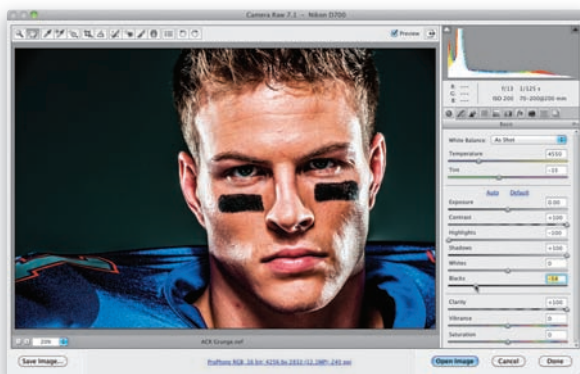 Camera Raw 7.1 - Nikon D700
Preview
R: ---
G: ---
B: ---
f/13 1/125 s
ISO 200 70-200@200 mm
Basic
White Balance: As Shot
Temperature 4550
Tint
Auto Default
Exposure 0.00
Contrast +100
Highlights -100
Shadows +100
Whites 0
Blacks
Clarity +100
Vibrance 0
Saturation 0
20% ACR Grunge.nef
Save Image... ProPhoto RGB; 16 bit; 4256 by 2832 (12.1MP); 240 ppi Open Image Cancel Done